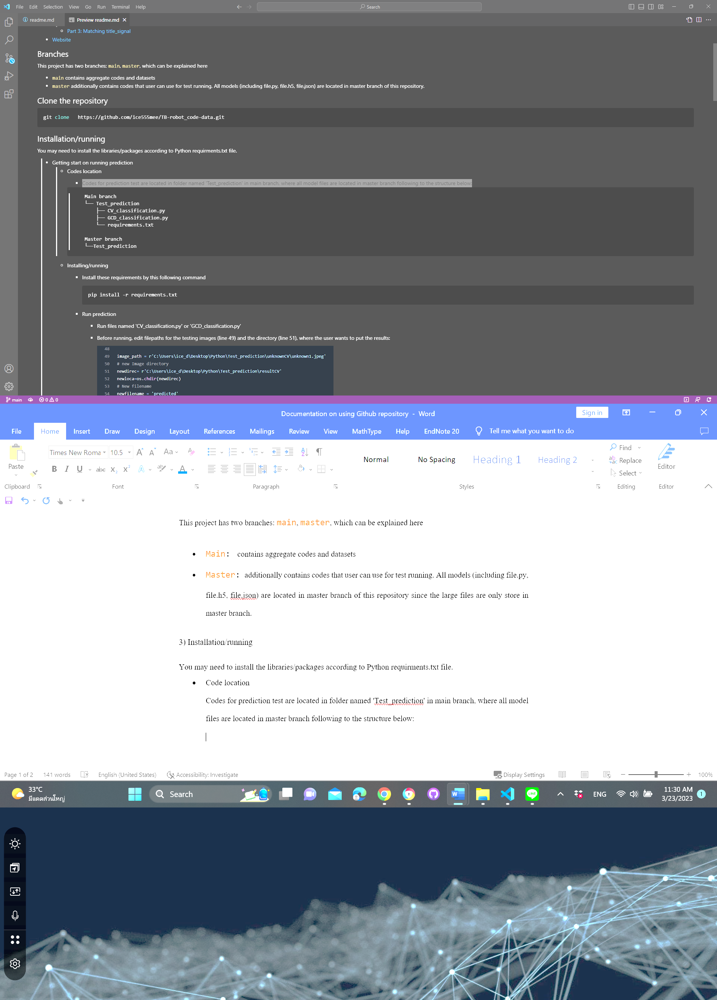 File Edit Selection View Go Run Terminal Help
Search
readme.md
Preview readme.md
Part 3: Matching title_signal
Website
Branches
This project has two branches: main, master, which can be explained here
main contains aggregate codes and datasets
master additionally contains codes that user can use for test running. All models (including file.py, file.h5, file.json) are located in master branch of this repository.
Clone the repository
git clone https://github.com/ice555mee/TB-robot_code-data.git
Installation/running
You may need to install the libraries/packages according to Python requirments.txt file.
Getting start on running prediction
Codes location
Codes for prediction test are located in folder named 'Test_prediction' in main branch, where all model files are located in master branch following to the structure below:
Main branch
└── Test_prediction
├── CV_classification.py
├── GCD_classification.py
└── requirements.txt
Master branch
└──Test_prediction
Installing/running
Install these requirements by this following command
pip install -r requirements.txt
Run prediction
Run files named 'CV_classification.py' or 'GCD_classification.py'
Before running, edit filepaths for the testing images (line 49) and the directory (line 51), where the user wants to put the results:
48
49 image_path = r'C:\Users\ice_d\Desktop\Python\Test_prediction\unknownCV\unknown1.jpeg'
50 # new Image directory
51 newdirec= r'C:\Users\ice_d\Desktop\Python\Test_prediction\resultCV'
52 newloca=os.chdir(newdirec)
53 # New filename
54 newfilename = 'predicted'
main 0 0
Documentation on using Github repository - Word
Sign in
File Home Insert Draw Design Layout References Mailings Review View MathType Help EndNote 20 Tell me what you want to do
Paste
Times New Roma 10.5
Normal
No Spacing
Heading 1
Heading 2
Find
Replace
Select
Editor
Clipboard Font Paragraph Styles Editing Editor
This project has two branches: main, master, which can be explained here
Main: contains aggregate codes and datasets
Master: additionally contains codes that user can use for test running. All models (including file.py,
file.h5, file.json) are located in master branch of this repository since the large files are only store in
master branch.
3) Installation/running
You may need to install the libraries/packages according to Python requirments.txt file.
Code location
Codes for prediction test are located in folder named 'Test_prediction' in main branch, where all model
files are located in master branch following to the structure below:
Page 1 of 2 141 words English (United States) Accessibility: Investigate Display Settings 100%
33°C
มีแดดส่วนใหญ่
Search
LINE
ENG
11:30 AM
3/23/2023
1